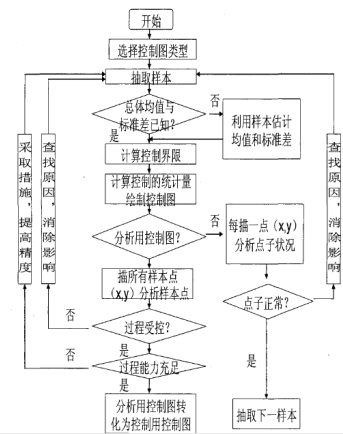 开始
选择控制图类型
抽取样本
总体均值与
标准差已知?
否
是
利用样本估计
均值和标准差
计算控制界限
计算控制的统计量
绘制控制图
分析用控制图?
否
每描一点(x,y)
分析点子状况
描所有样本点
(x,y)分析样本点
点子正常?
过程受控?
否
是
过程能力充足
否
是
是
分析用控制图转
化为控制用控制图
抽取下一样本
采取措施,提高精度
查找原因,消除影响
查找原因,消除影响